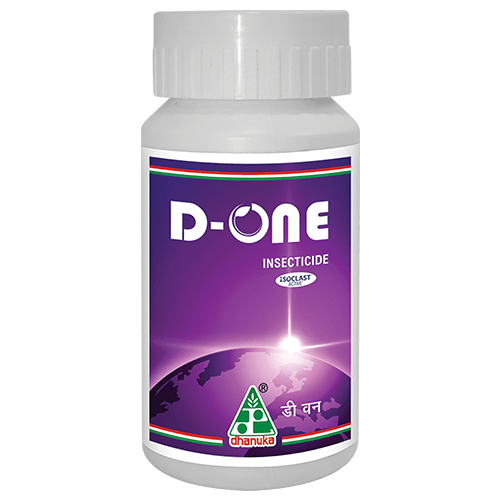 D-ONE
INSECTICIDE
ISOCLAST
ACTIVE
®
डी वन
dhanuka